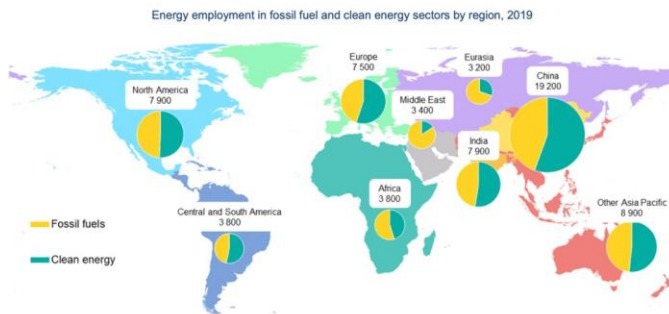 Energy employment in fossil fuel and clean energy sectors by region, 2019
North America
7 900
Europe
7 500
Eurasia
3 200
China
19 200
Middle East
3 400
India
7 900
Africa
3 800
Central and South America
3 800
Other Asia Pacific
8 900
Fossil fuels
Clean energy